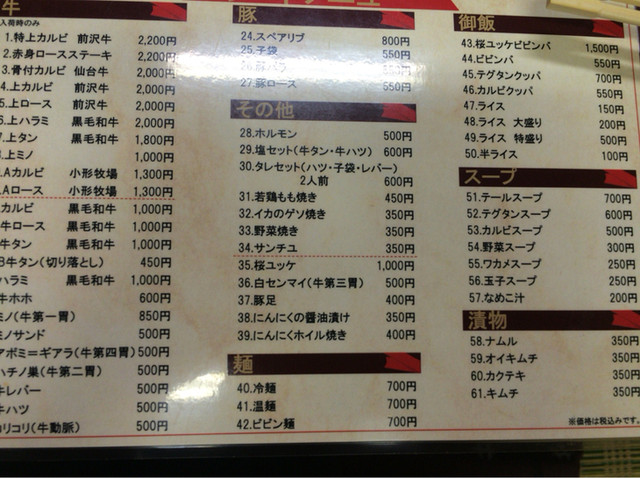 牛
入荷時のみ
1.特上カルビ 前沢牛 2,200円
2.赤身ロースステーキ 2,200円
3.骨付カルビ 仙台牛 2,000円
4.上カルビ 前沢牛 2,000円
5.上ロース 前沢牛 2,000円
6.上ハラミ 黒毛和牛 2,000円
7.上タン 黒毛和牛 1,800円
上ミノ 1,000円
Aカルビ 小形牧場 1,300円
Aロース 小形牧場 1,300円
カルビ 黒毛和牛 1,000円
牛ロース 黒毛和牛 1,000円
牛タン 黒毛和牛 1,000円
B牛タン(切り落とし) 450円
ハラミ 黒毛和牛 1,000円
牛ホホ 600円
ミノ(牛第一胃) 850円
ミノサンド 500円
アボミ=ギアラ(牛第四胃) 500円
ハチノ巣(牛第二胃) 500円
牛レバー 500円
牛ハツ 500円
コリコリ(牛動脈) 500円
豚
24.スペアリブ 800円
25.子袋 550円
26.豚バラ 550円
27.豚ロース 550円
その他
28.ホルモン 500円
29.塩セット(牛タン・牛ハツ) 600円
30.タレセット(ハツ・子袋・レバー)
2人前 600円
31.若鶏もも焼き 450円
32.イカのゲソ焼き 350円
33.野菜焼き 350円
34.サンチユ 350円
35.桜ユッケ 1,000円
36.白センマイ(牛第三胃) 500円
37.豚足 400円
38.にんにくの醤油漬け 350円
39.にんにくホイル焼き 400円
麺
40.冷麺 700円
41.温麺 700円
42.ビビン麺 700円
御飯
43.桜ユッケビビンバ 1,500円
44.ビビンバ 550円
45.テグタンクッパ 700円
46.カルビクッパ 550円
47.ライス 150円
48.ライス 大盛り 200円
49.ライス 特盛り 500円
50.半ライス 100円
スープ
51.テールスープ 700円
52.テグタンスープ 600円
53.カルビスープ 500円
54.野菜スープ 300円
55.ワカメスープ 250円
56.玉子スープ 250円
57.なめこ汁 200円
漬物
58.ナムル 350円
59.オイキムチ 350円
60.カクテキ 350円
61.キムチ 350円
※価格は税込みです。